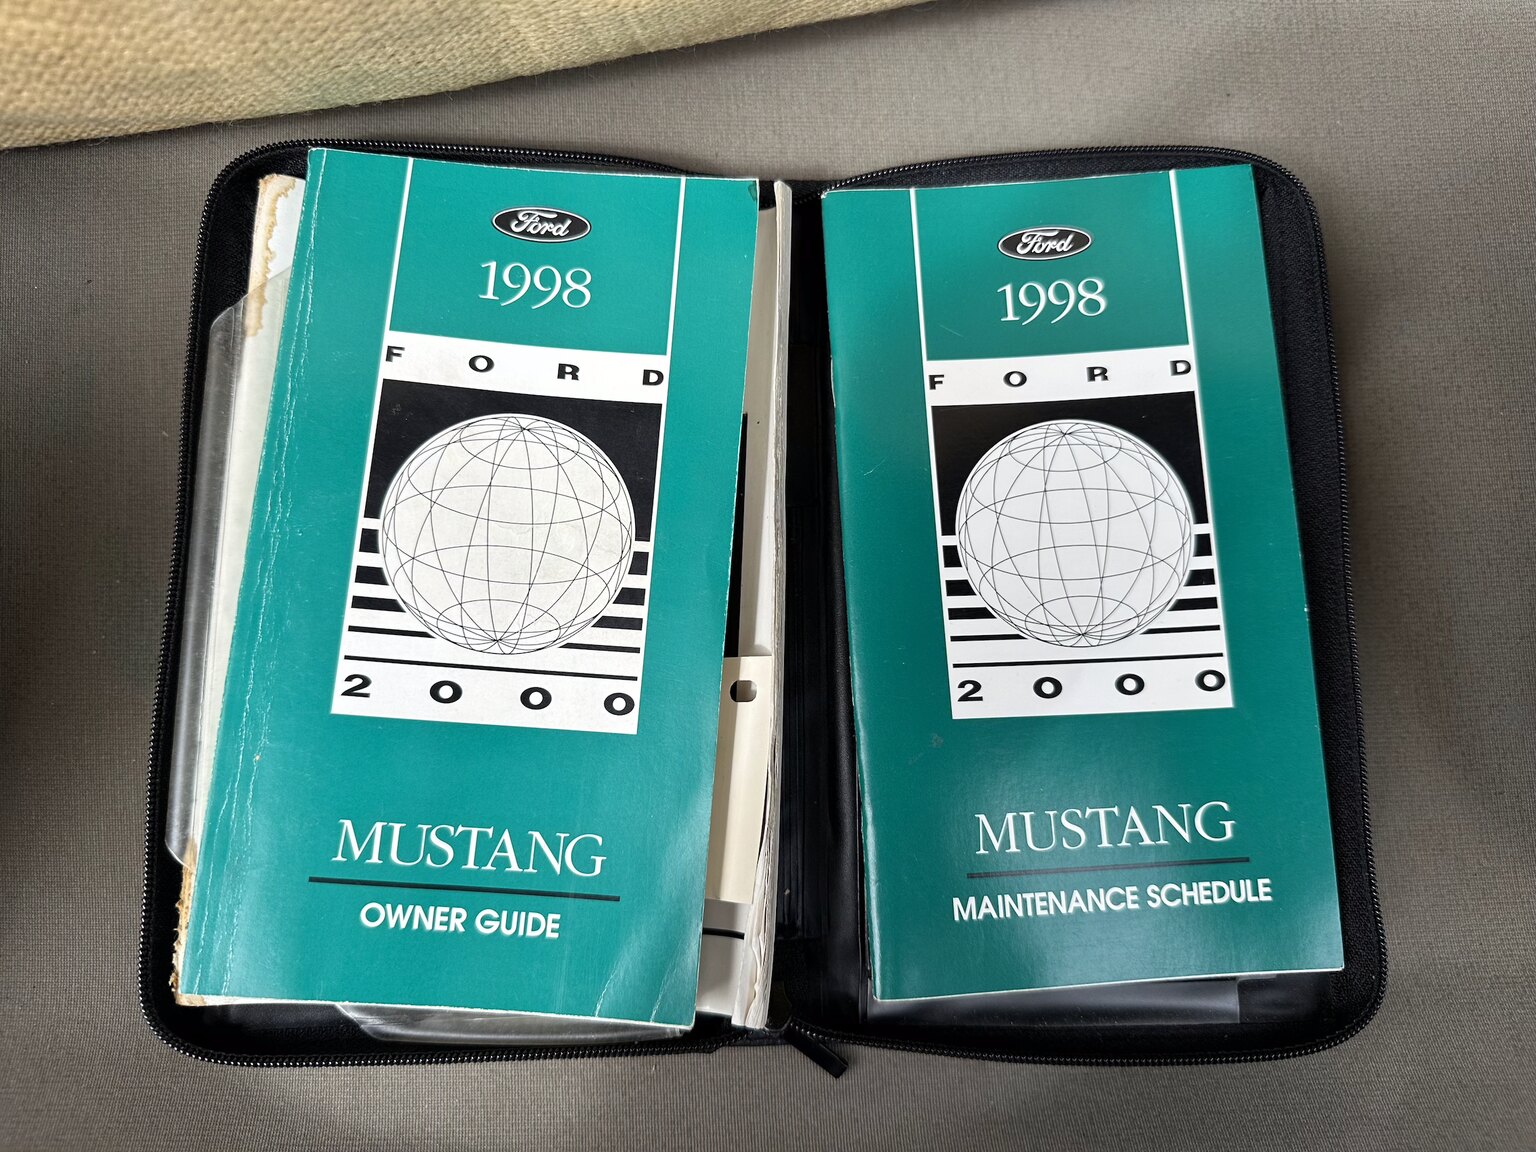 Ford
1998
FORD
2000
MUSTANG
OWNER GUIDE
Ford
1998
FORD
2000
MUSTANG
MAINTENANCE SCHEDULE